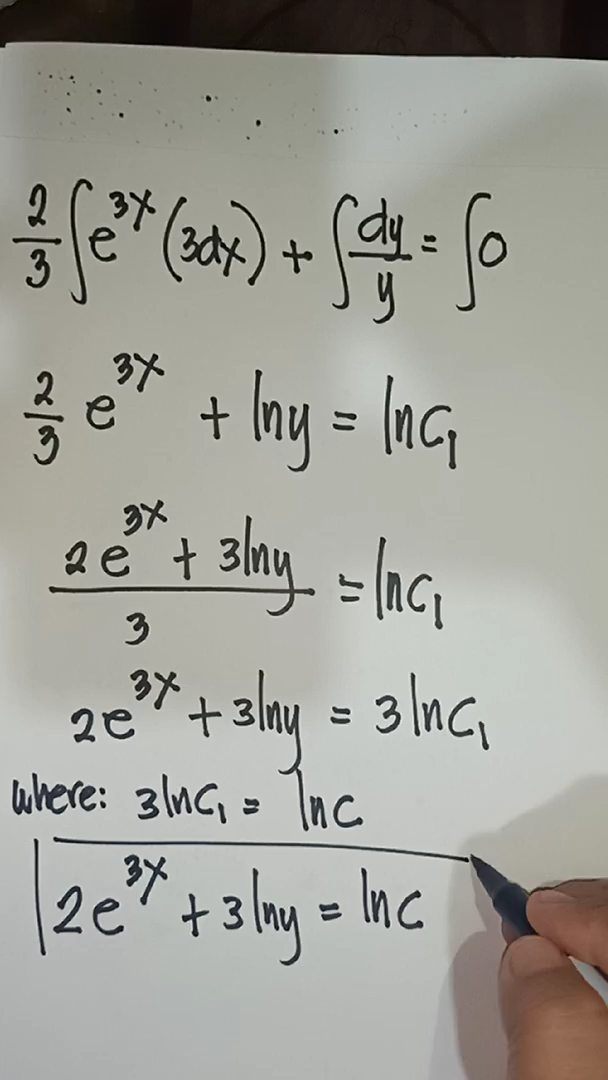 2/3 ∫ e^{3x} (3dx) + ∫ dy/y = ∫ 0
2/3 e^{3x} + lny = lnC₁
(2e^{3x} + 3lny)/3 = lnC₁
2e^{3x} + 3lny = 3lnC₁
where: 3lnC₁ = lnC
2e^{3x} + 3lny = lnC